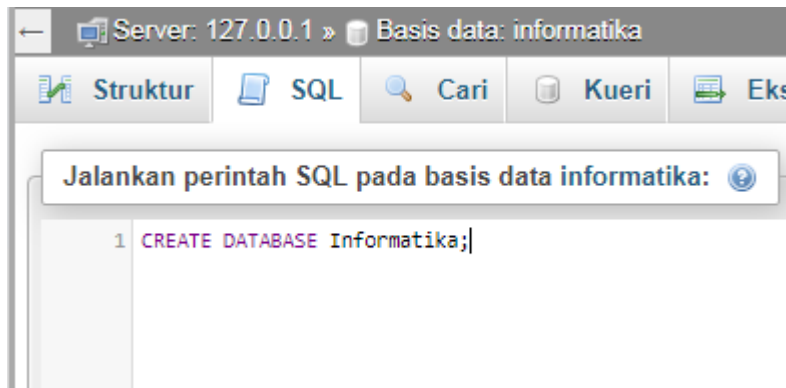 ← Server: 127.0.0.1 » Basis data: informatika
Struktur SQL Cari Kueri Eks
Jalankan perintah SQL pada basis data informatika:
1 CREATE DATABASE Informatika;